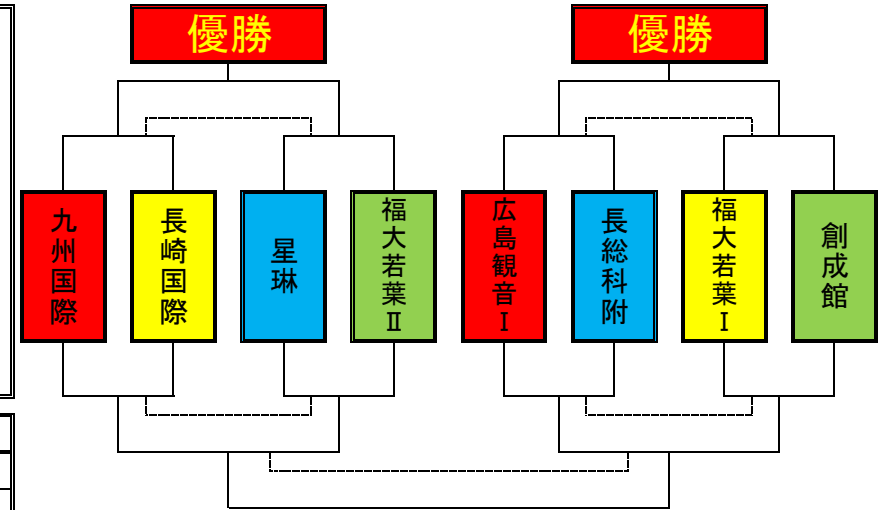 優勝
優勝
九州国際
長崎国際
星琳
福大若葉Ⅱ
広島観音Ⅰ
長総科附
福大若葉Ⅰ
創成館